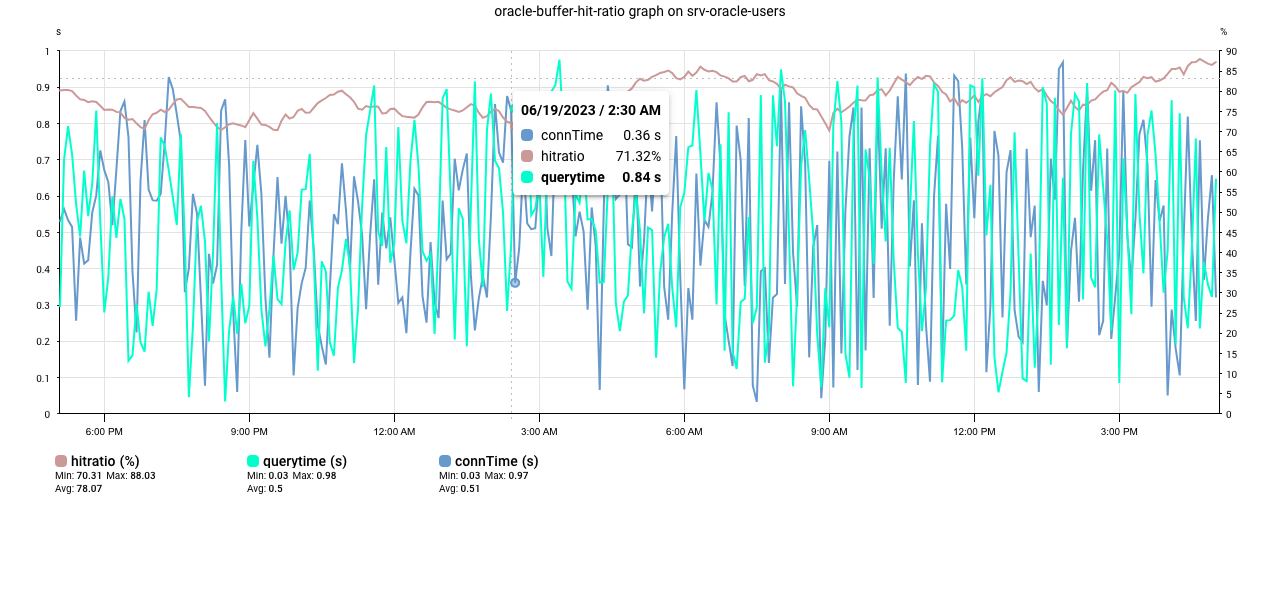 oracle-buffer-hit-ratio graph on srv-oracle-users
s %
1 90
85
0.9 80
75
0.8 70
65
0.7 60
55
0.6 50
0.5 45
40
0.4 35
30
0.3 25
20
0.2 15
10
0.1 5
0 0
06/19/2023 / 2:30 AM
connTime 0.36 s
hitratio 71.32%
querytime 0.84 s
6:00 PM 9:00 PM 12:00 AM 3:00 AM 6:00 AM 9:00 AM 12:00 PM 3:00 PM
hitratio (%) querytime (s) connTime (s)
Min: 70.31 Max: 88.03 Min: 0.03 Max: 0.98 Min: 0.03 Max: 0.97
Avg: 78.07 Avg: 0.5 Avg: 0.51